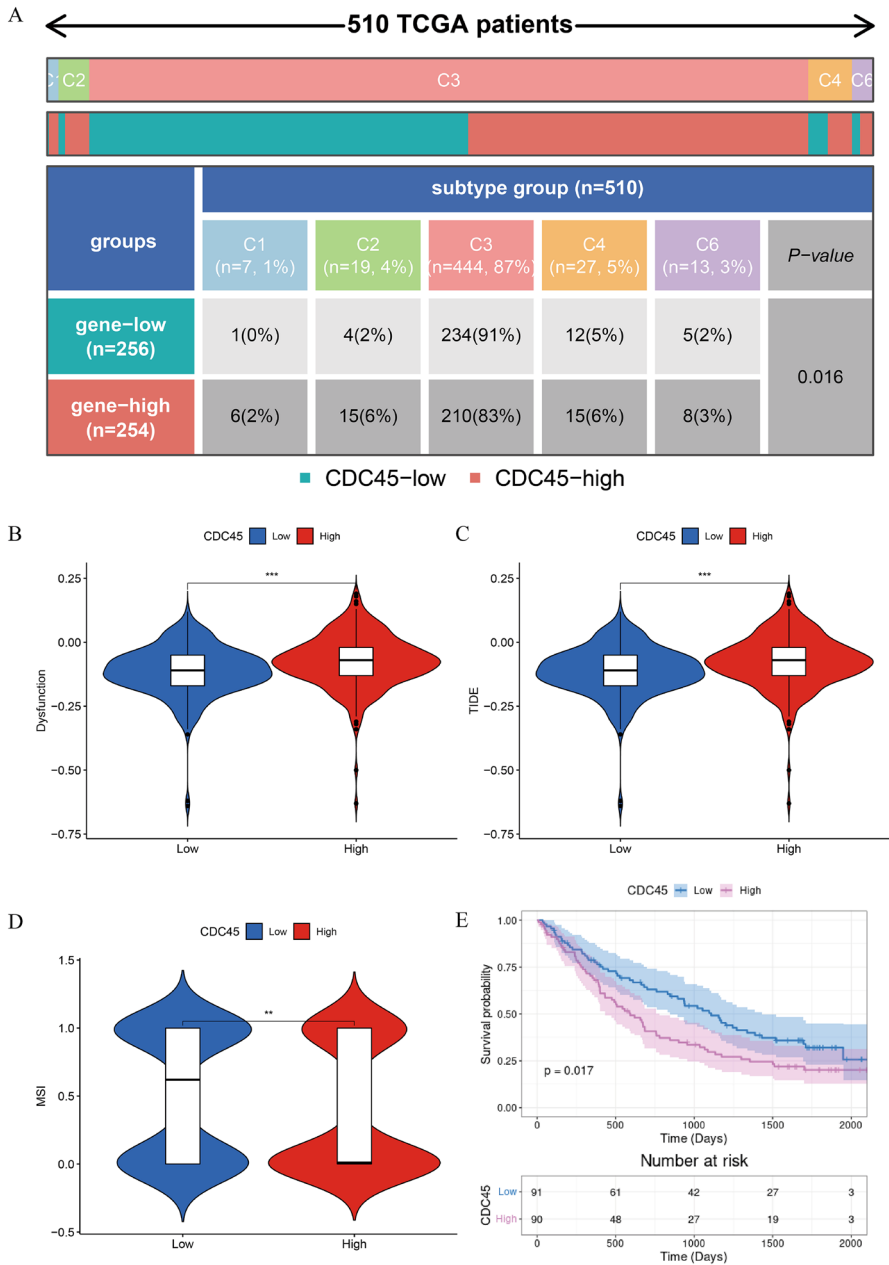 A
510 TCGA patients
C1 C2 C3 C4 C6
groups
subtype group (n=510)
C1
(n=7, 1%)
C2
(n=19, 4%)
C3
(n=444, 87%)
C4
(n=27, 5%)
C6
(n=13, 3%)
P−value
gene−low
(n=256)
1(0%) 4(2%) 234(91%) 12(5%) 5(2%)
0.016
gene−high
(n=254)
6(2%) 15(6%) 210(83%) 15(6%) 8(3%)
CDC45−low CDC45−high
B
CDC45 Low High
***
0.25
0.00
−0.25
−0.50
−0.75
Dysfunction
Low High
C
CDC45 Low High
***
0.25
0.00
−0.25
−0.50
−0.75
TIDE
Low High
D
CDC45 Low High
**
1.5
1.0
0.5
0.0
−0.5
MSI
Low High
E
CDC45 Low High
1.00
0.75
0.50
0.25
0.00
Survival probability
p = 0.017
0 500 1000 1500 2000
Time (Days)
Number at risk
CDC45
Low 91 61 42 27 3
High 90 48 27 19 3
0 500 1000 1500 2000
Time (Days)